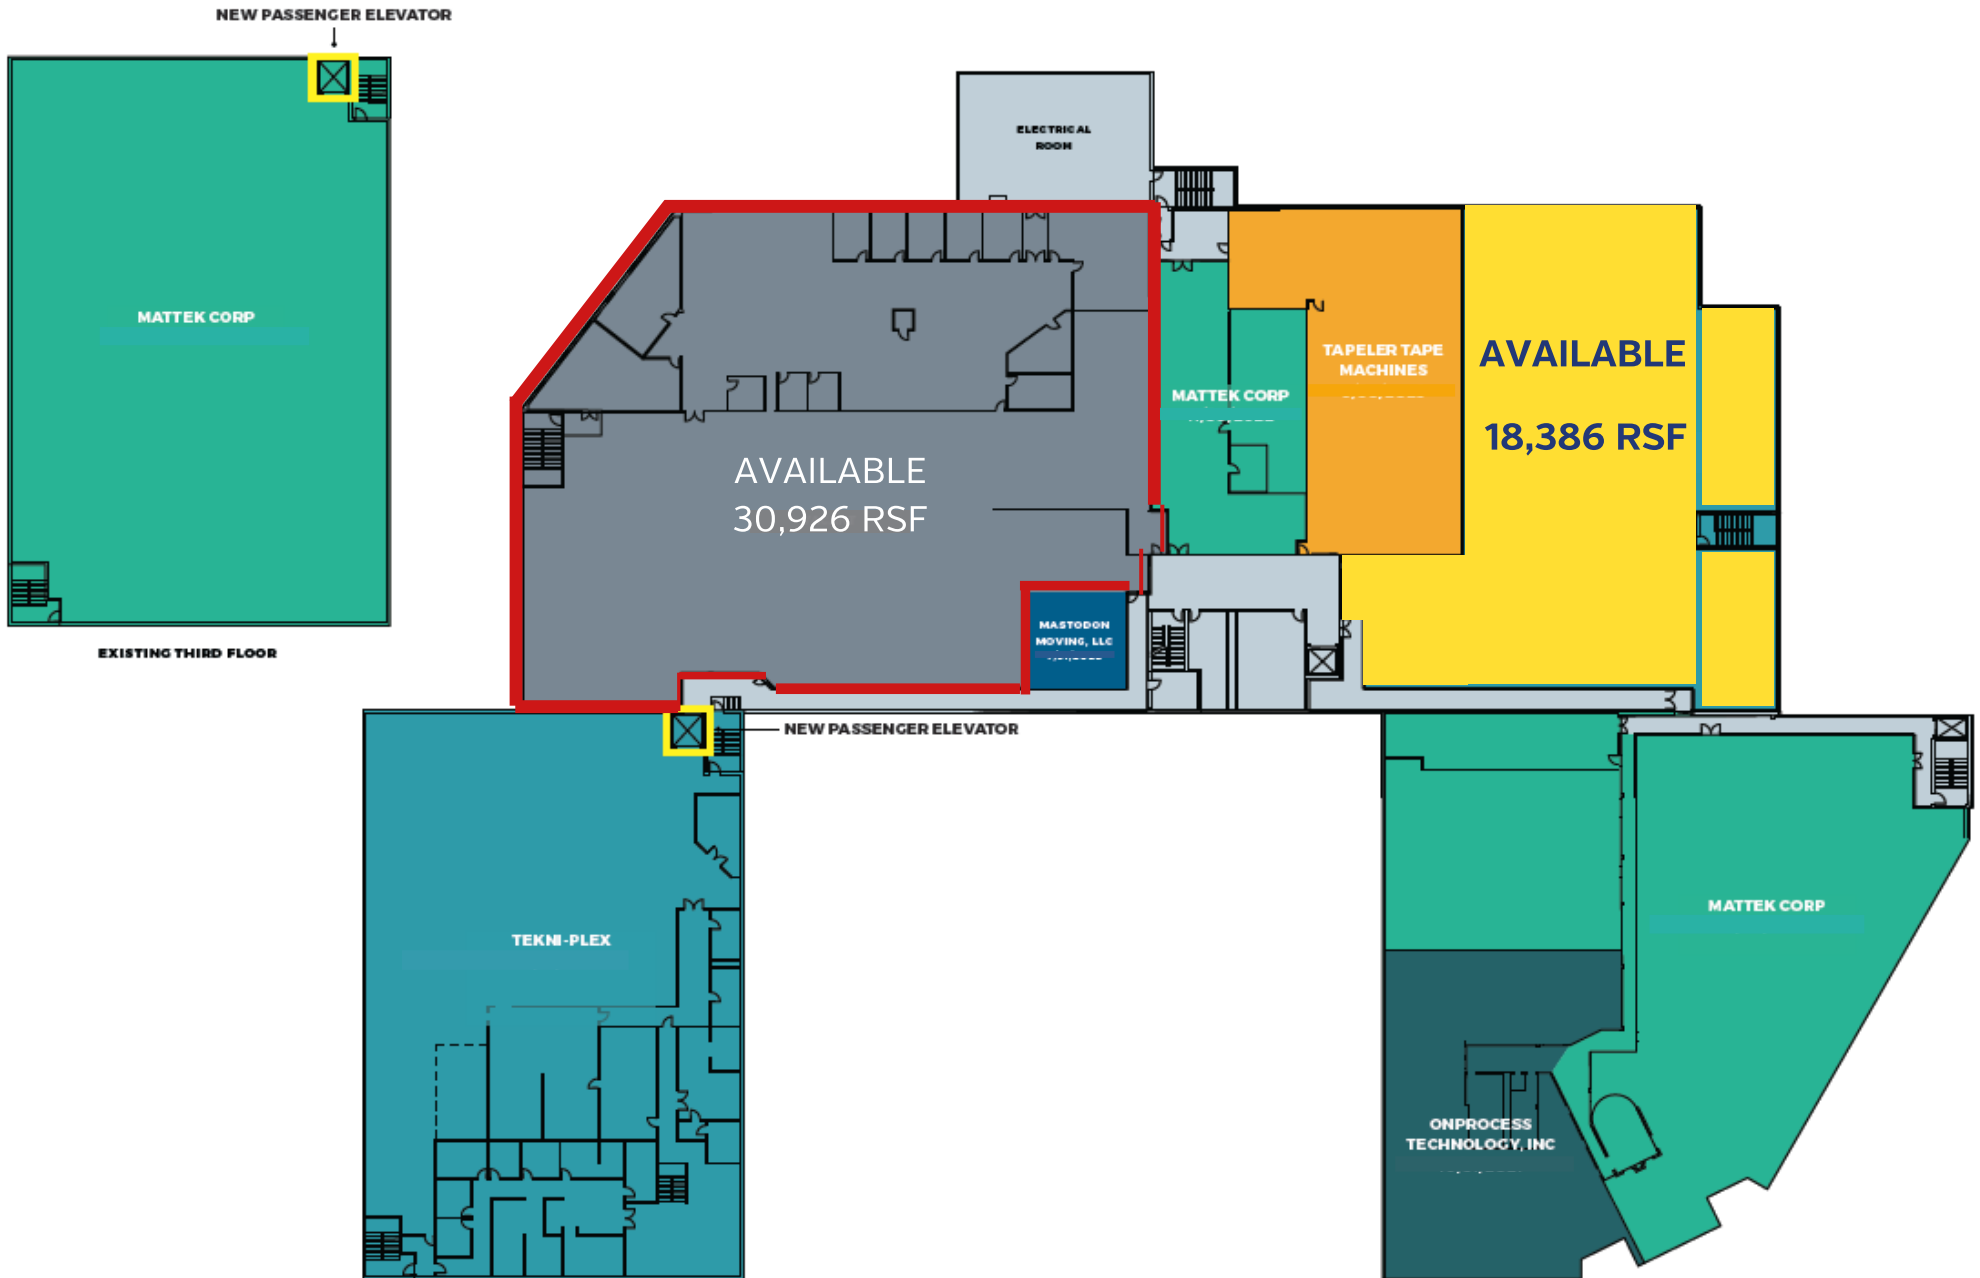 NEW PASSENGER ELEVATOR
ELECTRICAL
ROOM
MATTEK CORP
TAPELER TAPE
MACHINES
AVAILABLE
18,386 RSF
MATTEK CORP
AVAILABLE
30,926 RSF
MASTODON
MOVING, LLC
EXISTING THIRD FLOOR
NEW PASSENGER ELEVATOR
MATTEK CORP
TEKNI-PLEX
ONPROCESS
TECHNOLOGY, INC